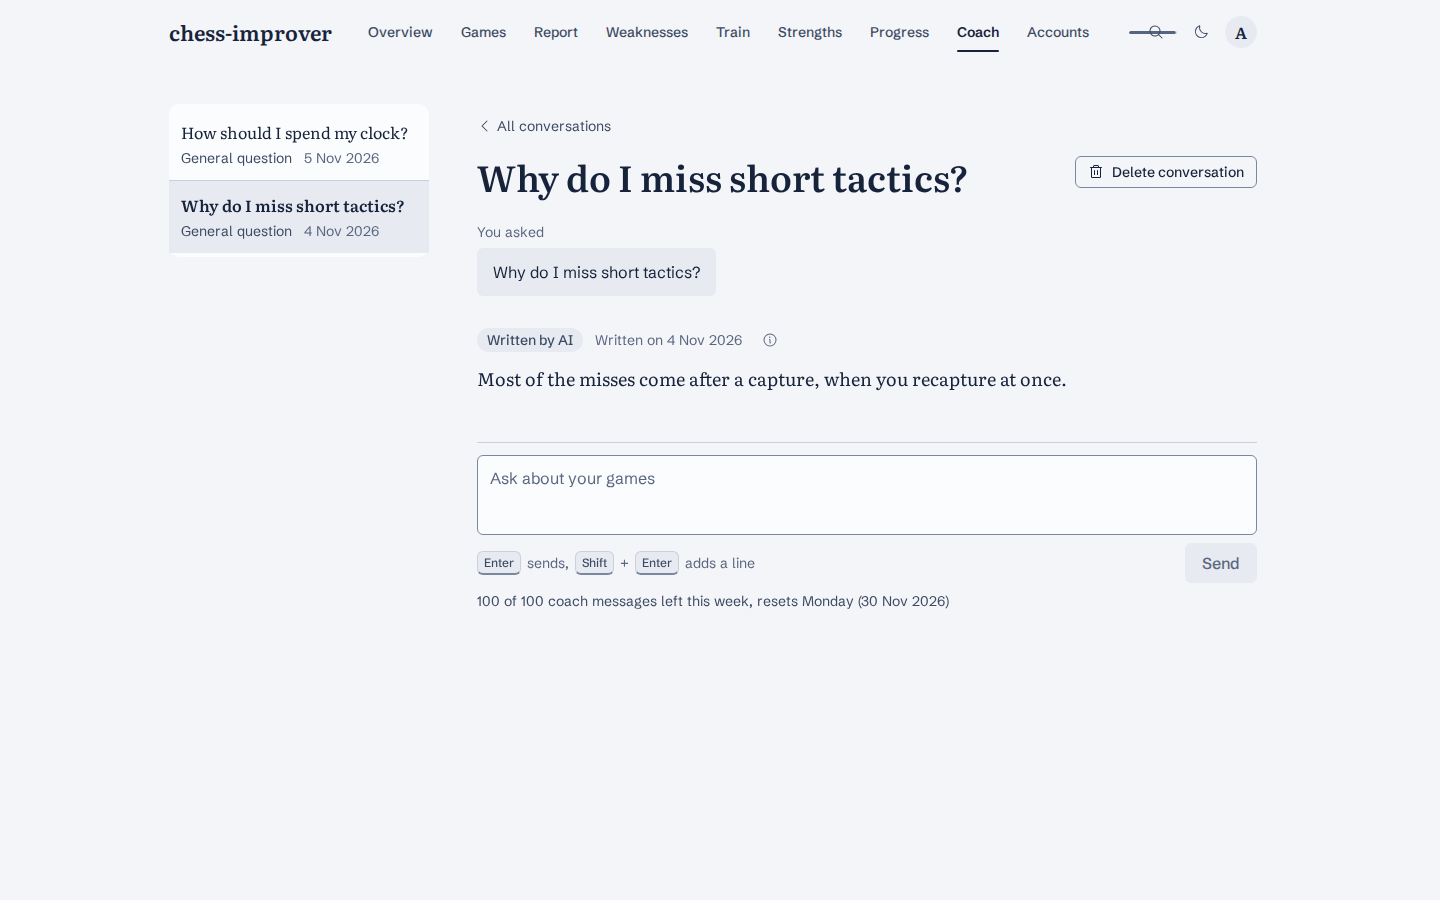 chess-improver Overview Games Report Weaknesses Train Strengths Progress Coach Accounts A
How should I spend my clock?
General question 5 Nov 2026
Why do I miss short tactics?
General question 4 Nov 2026
All conversations
Why do I miss short tactics?
Delete conversation
You asked
Why do I miss short tactics?
Written by AI Written on 4 Nov 2026
Most of the misses come after a capture, when you recapture at once.
Ask about your games
Enter sends, Shift + Enter adds a line
Send
100 of 100 coach messages left this week, resets Monday (30 Nov 2026)